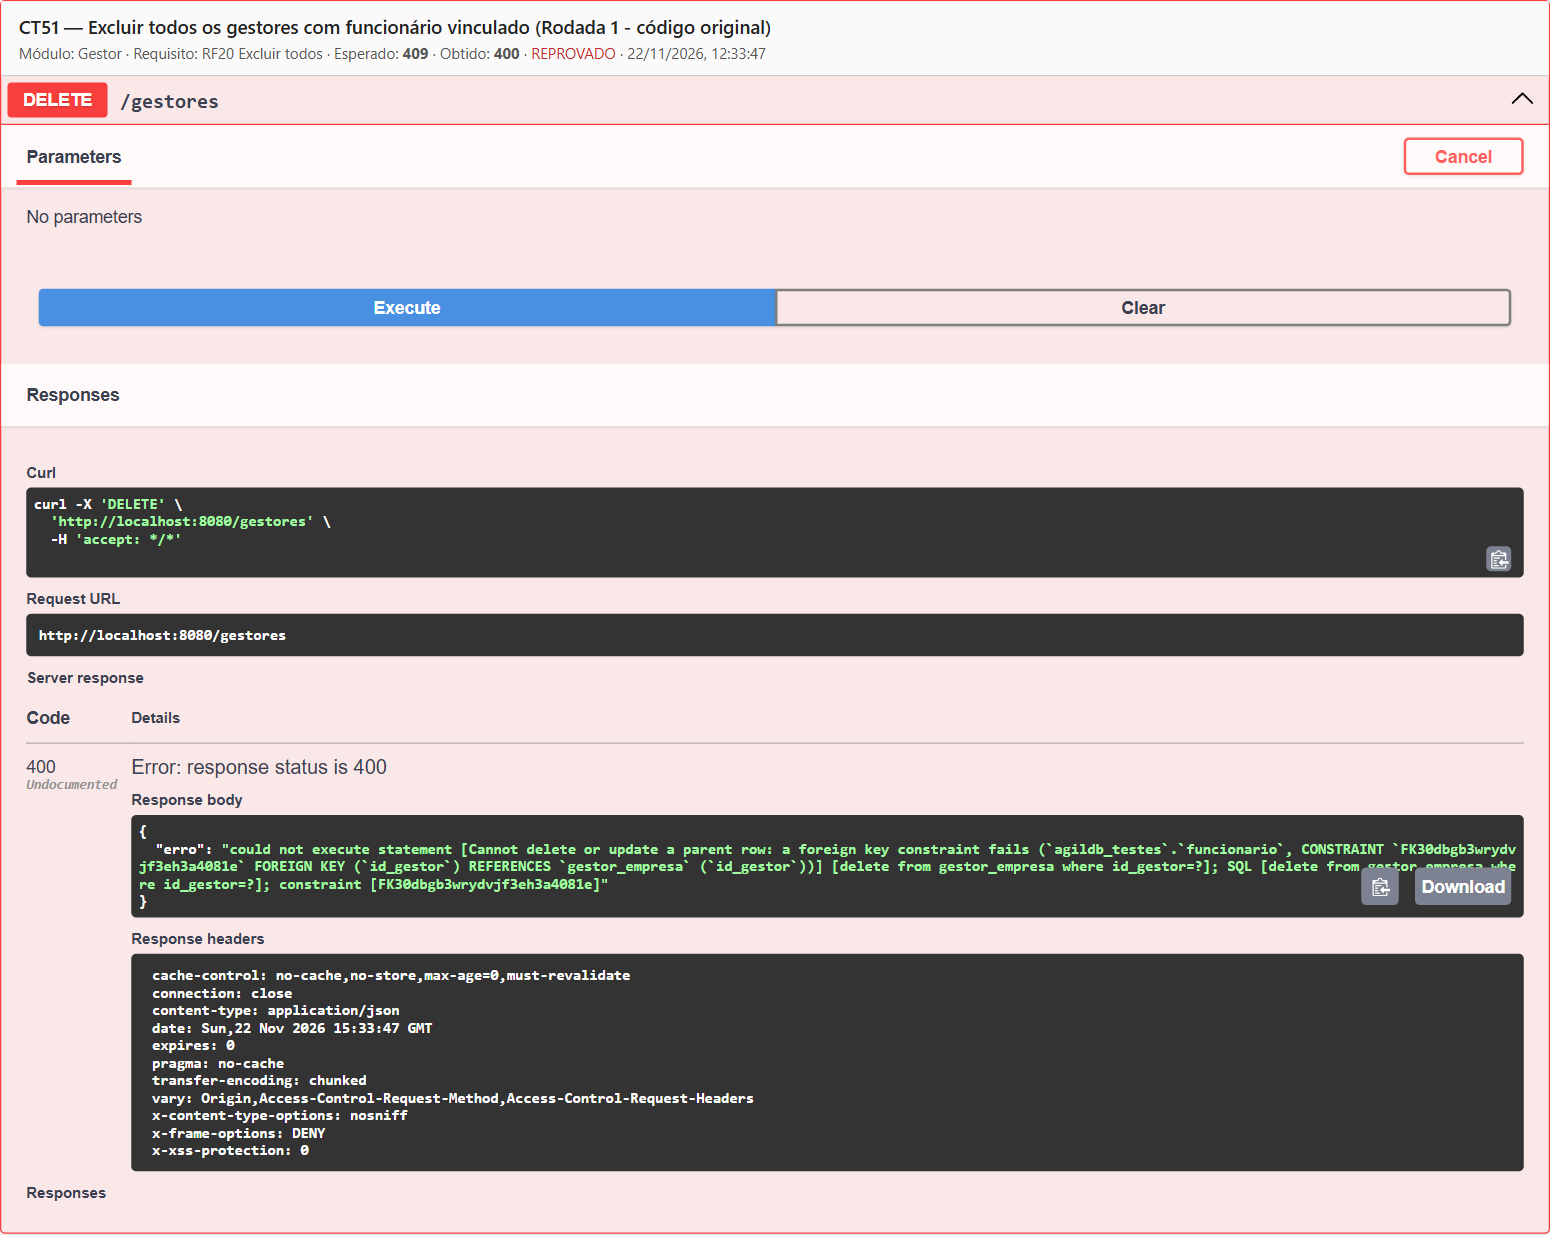 CT51 — Excluir todos os gestores com funcionário vinculado (Rodada 1 - código original)
Módulo: Gestor · Requisito: RF20 Excluir todos · Esperado: 409 · Obtido: 400 · REPROVADO · 22/11/2026, 12:33:47
DELETE /gestores
Parameters
Cancel
No parameters
Execute
Clear
Responses
Curl
curl -X 'DELETE' \
'http://localhost:8080/gestores' \
-H 'accept: */*'
Request URL
http://localhost:8080/gestores
Server response
Code Details
400 Error: response status is 400
Undocumented
Response body
{
"erro": "could not execute statement [Cannot delete or update a parent row: a foreign key constraint fails (`agildb_testes`.`funcionario`, CONSTRAINT `FK30dbgb3wrydv
jf3eh3a4081e` FOREIGN KEY (`id_gestor`) REFERENCES `gestor_empresa` (`id_gestor`))] [delete from gestor_empresa where id_gestor=?]; SQL [delete from gestor_empresa whe
re id_gestor=?]; constraint [FK30dbgb3wrydvjf3eh3a4081e]"
}
Download
Response headers
cache-control: no-cache,no-store,max-age=0,must-revalidate
connection: close
content-type: application/json
date: Sun,22 Nov 2026 15:33:47 GMT
expires: 0
pragma: no-cache
transfer-encoding: chunked
vary: Origin,Access-Control-Request-Method,Access-Control-Request-Headers
x-content-type-options: nosniff
x-frame-options: DENY
x-xss-protection: 0
Responses